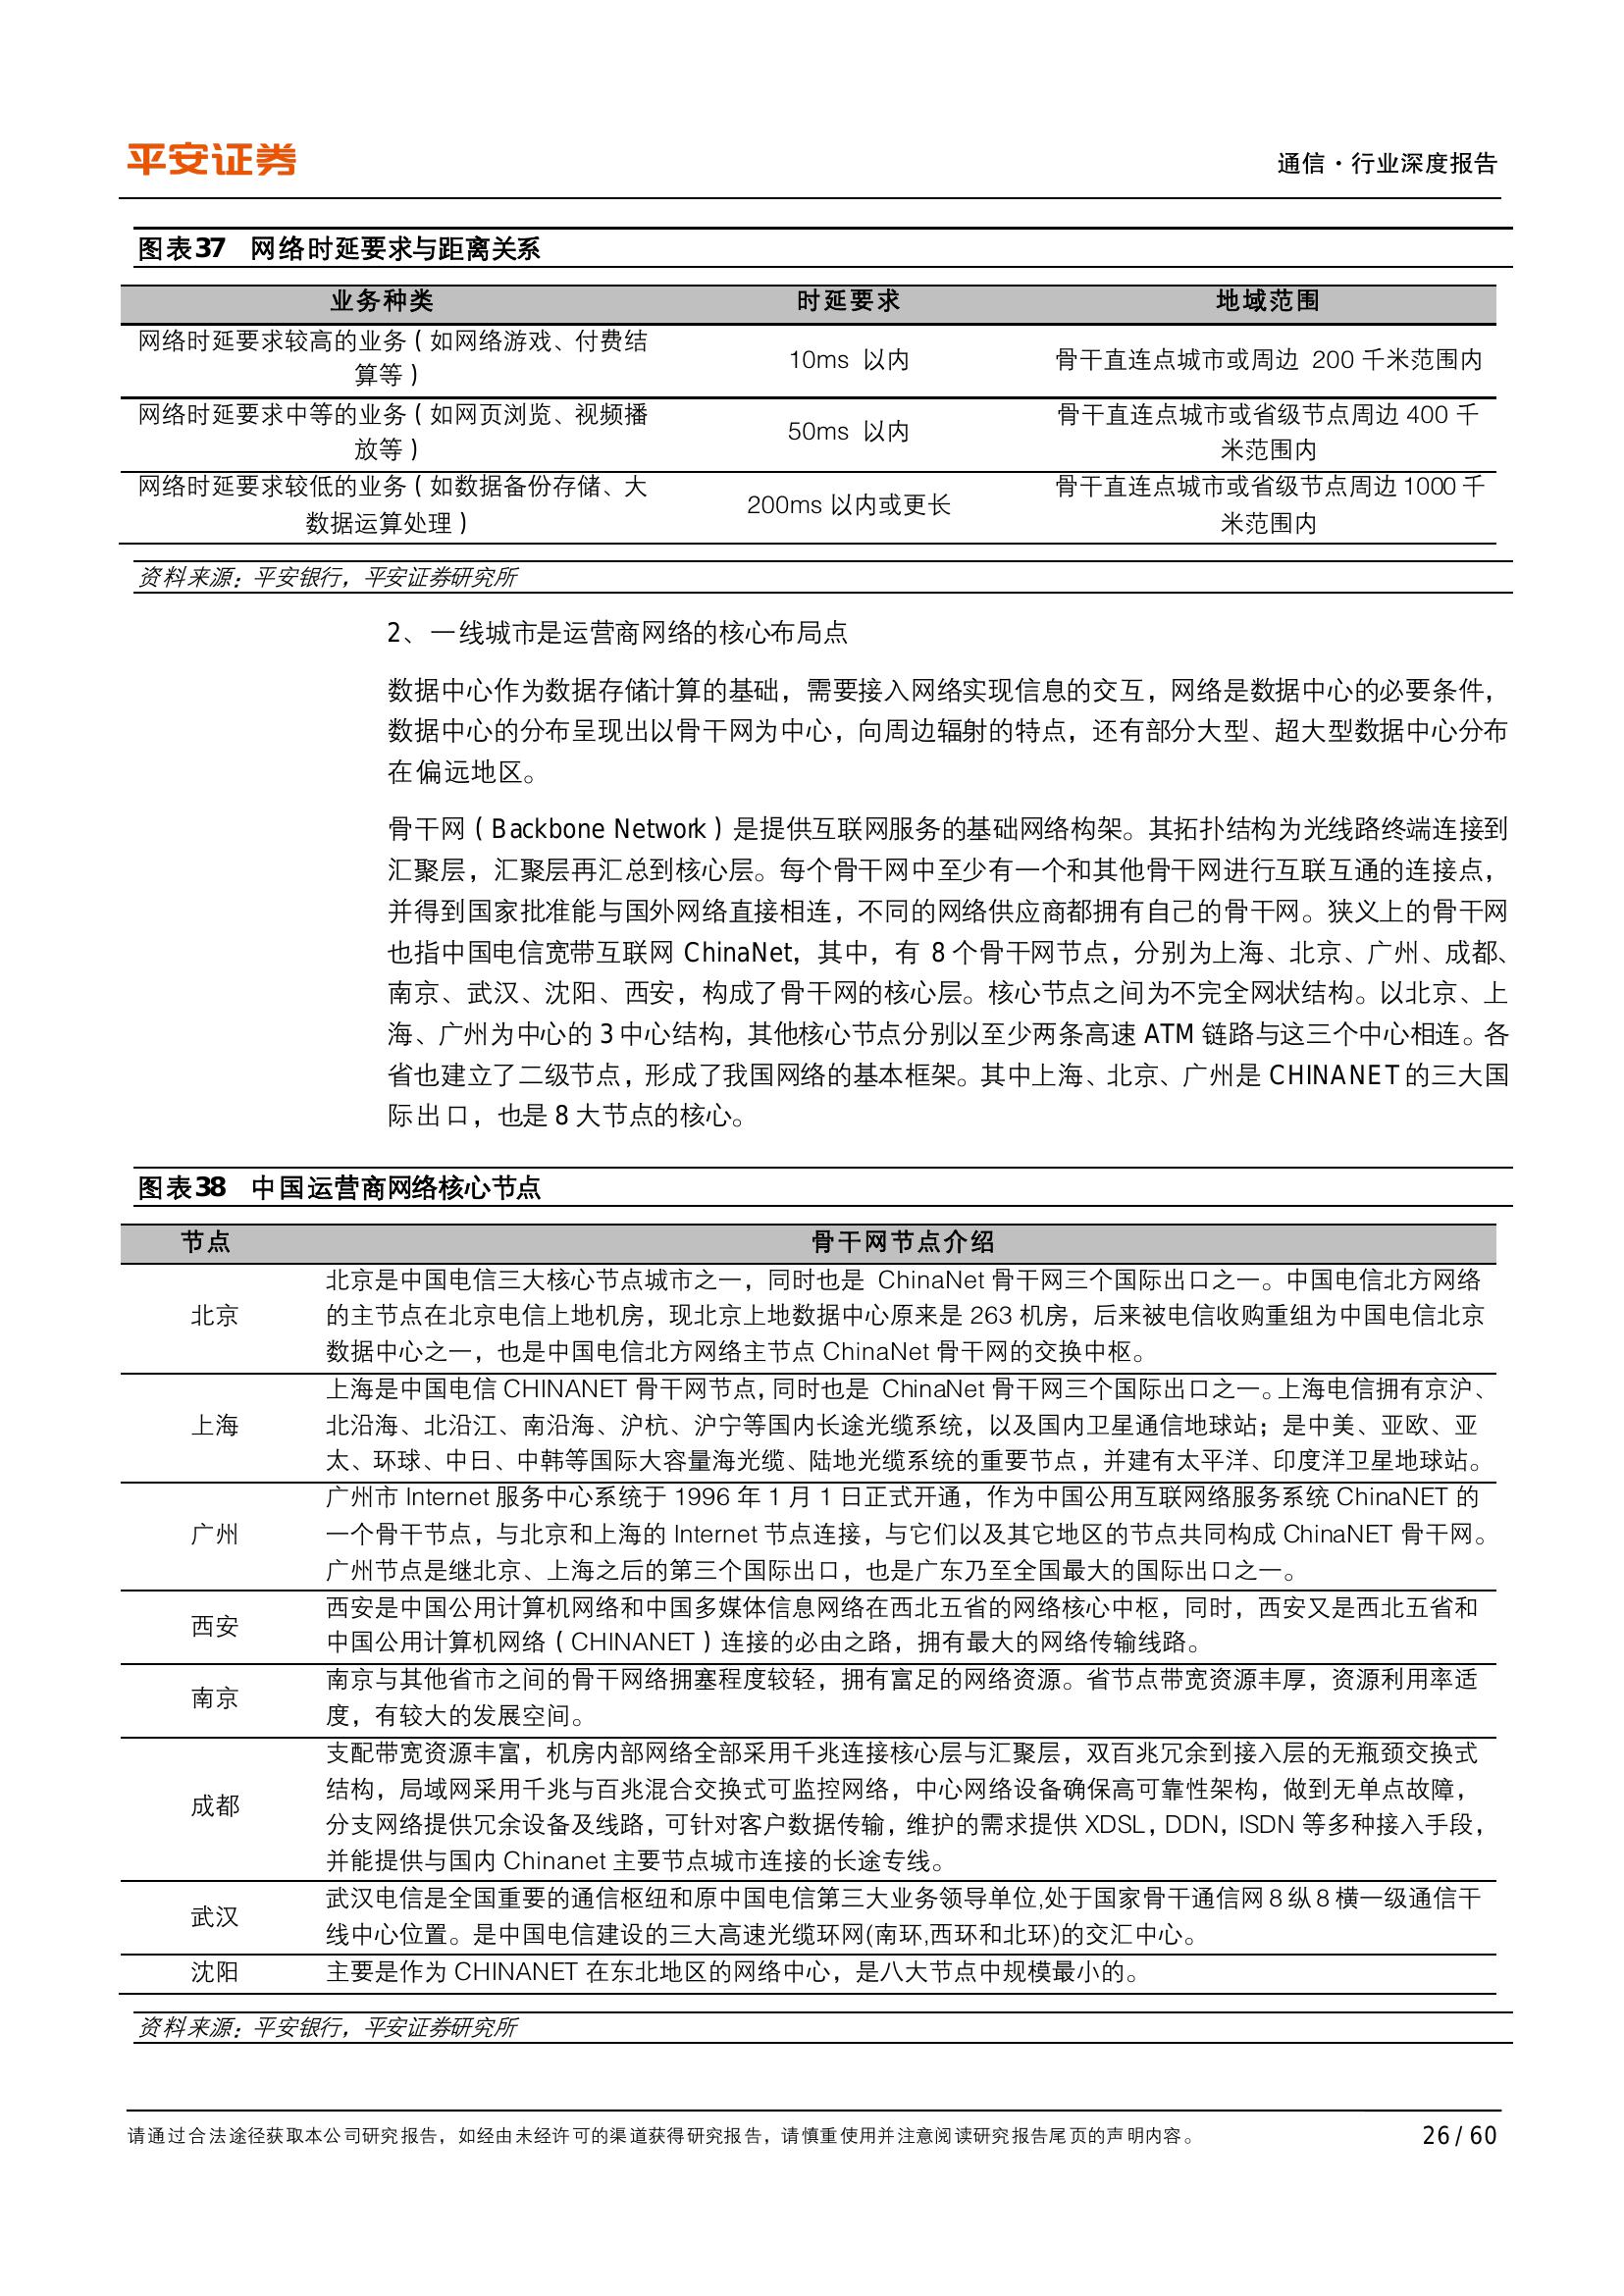 平安证券
通信·行业深度报告
图表37 网络时延要求与距离关系
业务种类 时延要求 地域范围
网络时延要求较高的业务（如网络游戏、付费结
算等）
10ms 以内
骨干直连点城市或周边 200 千米范围内
网络时延要求中等的业务（如网页浏览、视频播
放等）
50ms 以内
骨干直连点城市或省级节点周边 400 千
米范围内
网络时延要求较低的业务（如数据备份存储、大
数据运算处理）
200ms 以内或更长
骨干直连点城市或省级节点周边 1000 千
米范围内
资料来源：平安银行，平安证券研究所
2、一线城市是运营商网络的核心布局点
数据中心作为数据存储计算的基础，需要接入网络实现信息的交互，网络是数据中心的必要条件，
数据中心的分布呈现出以骨干网为中心，向周边辐射的特点，还有部分大型、超大型数据中心分布
在偏远地区。
骨干网（Backbone Network）是提供互联网服务的基础网络构架。其拓扑结构为光线路终端连接到
汇聚层，汇聚层再汇总到核心层。每个骨干网中至少有一个和其他骨干网进行互联互通的连接点，
并得到国家批准能与国外网络直接相连，不同的网络供应商都拥有自己的骨干网。狭义上的骨干网
也指中国电信宽带互联网 ChinaNet，其中，有 8 个骨干网节点，分别为上海、北京、广州、成都、
南京、武汉、沈阳、西安，构成了骨干网的核心层。核心节点之间为不完全网状结构。以北京、上
海、广州为中心的 3 中心结构，其他核心节点分别以至少两条高速 ATM 链路与这三个中心相连。各
省也建立了二级节点，形成了我国网络的基本框架。其中上海、北京、广州是 CHINANET 的三大国
际出口，也是 8 大节点的核心。
图表38 中国运营商网络核心节点
节点 骨干网节点介绍
北京
北京是中国电信三大核心节点城市之一，同时也是 ChinaNet 骨干网三个国际出口之一。中国电信北方网络
的主节点在北京电信上地机房，现北京上地数据中心原来是 263 机房，后来被电信收购重组为中国电信北京
数据中心之一，也是中国电信北方网络主节点 ChinaNet 骨干网的交换中枢。
上海
上海是中国电信 CHINANET 骨干网节点，同时也是 ChinaNet 骨干网三个国际出口之一。上海电信拥有京沪、
北沿海、北沿江、南沿海、沪杭、沪宁等国内长途光缆系统，以及国内卫星通信地球站；是中美、亚欧、亚
太、环球、中日、中韩等国际大容量海光缆、陆地光缆系统的重要节点，并建有太平洋、印度洋卫星地球站。
广州
广州市 Internet 服务中心系统于 1996 年 1 月 1 日正式开通，作为中国公用互联网络服务系统 ChinaNET 的
一个骨干节点，与北京和上海的 Internet 节点连接，与它们以及其它地区的节点共同构成 ChinaNET 骨干网。
广州节点是继北京、上海之后的第三个国际出口，也是广东乃至全国最大的国际出口之一。
西安
西安是中国公用计算机网络和中国多媒体信息网络在西北五省的网络核心中枢，同时，西安又是西北五省和
中国公用计算机网络（CHINANET）连接的必由之路，拥有最大的网络传输线路。
南京
南京与其他省市之间的骨干网络拥塞程度较轻，拥有富足的网络资源。省节点带宽资源丰厚，资源利用率适
度，有较大的发展空间。
成都
支配带宽资源丰富，机房内部网络全部采用千兆连接核心层与汇聚层，双百兆冗余到接入层的无瓶颈交换式
结构，局域网采用千兆与百兆混合交换式可监控网络，中心网络设备确保高可靠性架构，做到无单点故障，
分支网络提供冗余设备及线路，可针对客户数据传输，维护的需求提供 XDSL，DDN，ISDN 等多种接入手段，
并能提供与国内 Chinanet 主要节点城市连接的长途专线。
武汉
武汉电信是全国重要的通信枢纽和原中国电信第三大业务领导单位,处于国家骨干通信网 8 纵 8 横一级通信干
线中心位置。是中国电信建设的三大高速光缆环网(南环,西环和北环)的交汇中心。
沈阳
主要是作为 CHINANET 在东北地区的网络中心，是八大节点中规模最小的。
资料来源：平安银行，平安证券研究所
请通过合法途径获取本公司研究报告，如经由未经许可的渠道获得研究报告，请慎重使用并注意阅读研究报告尾页的声明内容。
26 / 60